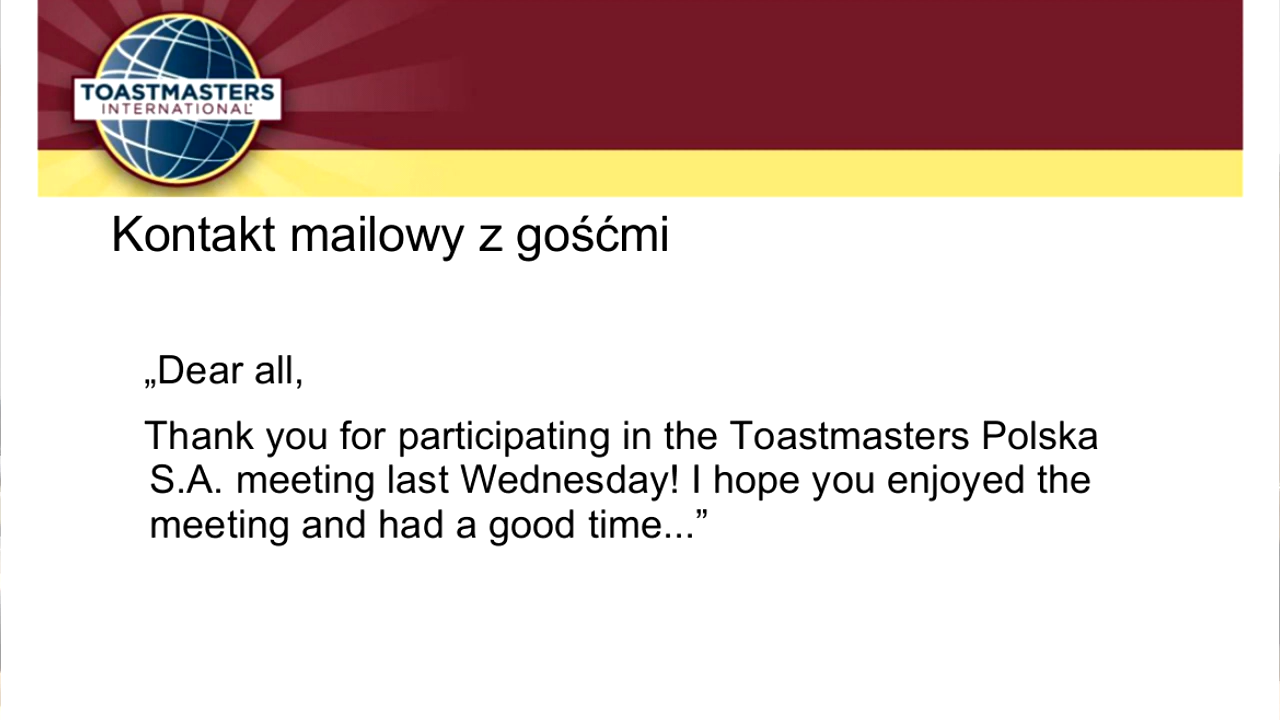 TOASTMASTERS
INTERNATIONAL
Kontakt mailowy z gośćmi
„Dear all,
Thank you for participating in the Toastmasters Polska
S.A. meeting last Wednesday! I hope you enjoyed the
meeting and had a good time...”